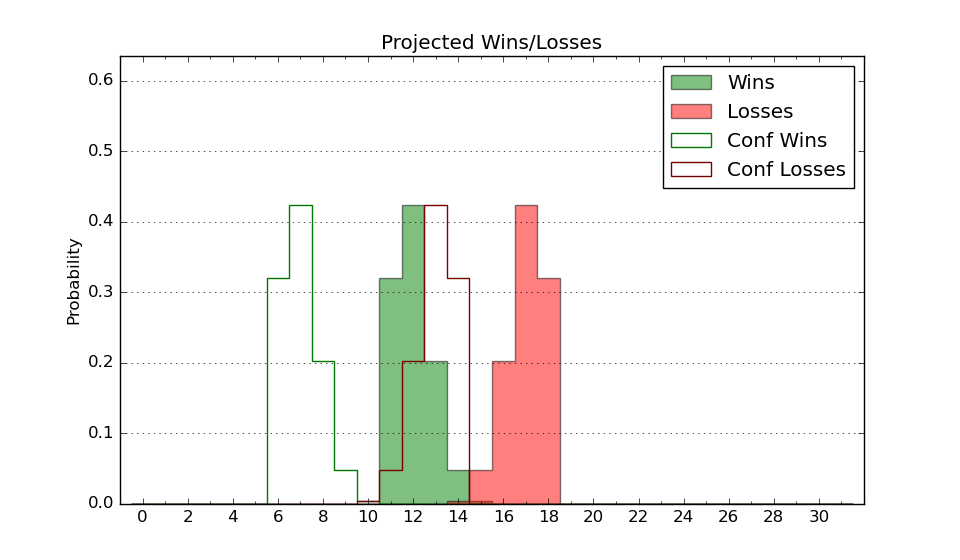 Projected Wins/Losses
Wins
Losses
Conf Wins
Conf Losses
Probability
0.6
0.5
0.4
0.3
0.2
0.1
0.0
0 2 4 6 8 10 12 14 16 18 20 22 24 26 28 30